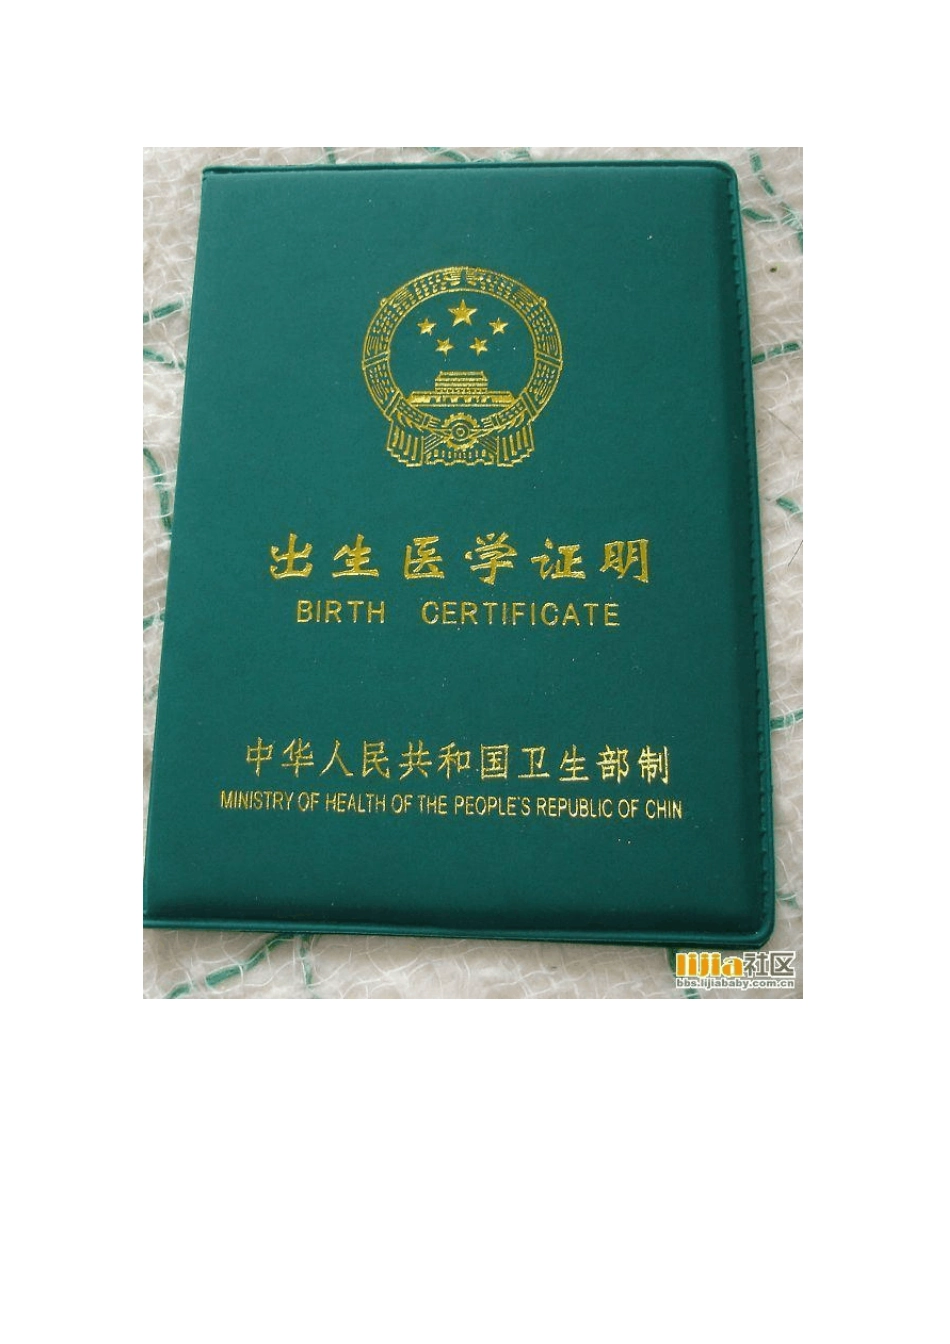 出生医学证明
BIRTH CERTIFICATE
中华人民共和国卫生部制
MINISTRY OF HEALTH OF THE PEOPLE'S REPUBLIC OF CHIN
lijia社区
bbs.lijiababy.com.cn